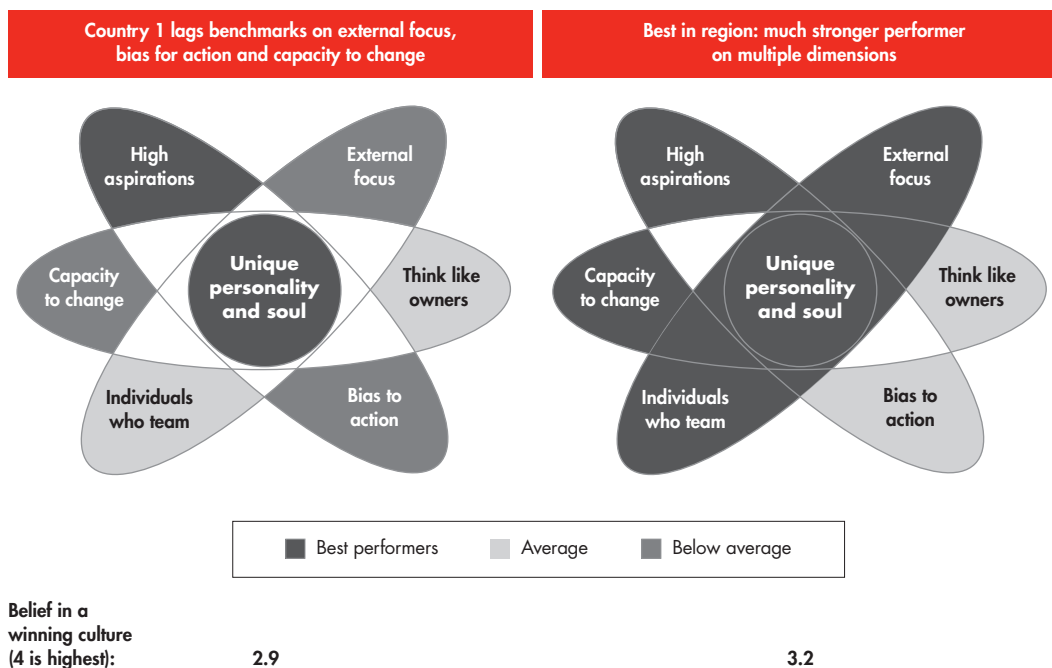 Country 1 lags benchmarks on external focus,
bias for action and capacity to change
High
aspirations
External
focus
Capacity
to change
Unique
personality
and soul
Think like
owners
Individuals
who team
Bias to
action
Best in region: much stronger performer
on multiple dimensions
High
aspirations
External
focus
Capacity
to change
Unique
personality
and soul
Think like
owners
Individuals
who team
Bias to
action
Best performers
Average
Below average
Belief in a
winning culture
(4 is highest): 2.9 3.2